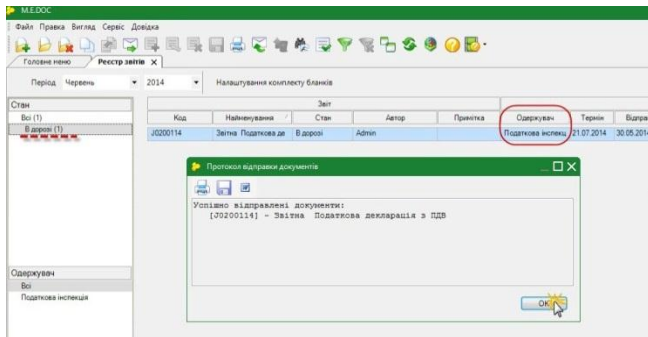 M.E.DOC
Файл Правка Вигляд Сервіс Довідка
Головне меню Реєстр звітів X
Період Червень 2014 Налаштування комплекту бланків
Стан
Всі (1)
В дорозі (1)
Звіт
Код Найменування Стан Автор Примітка Одержувач Термін Відпра
J0200114 Звітна Податкова де В дорозі Admin Податкова інспекц 21.07.2014 30.05.2014
Протокол відправки документів
Успішно відправлені документи:
[J0200114] - Звітна Податкова декларація з ПДВ
OK
Одержувач
Всі
Податкова інспекція